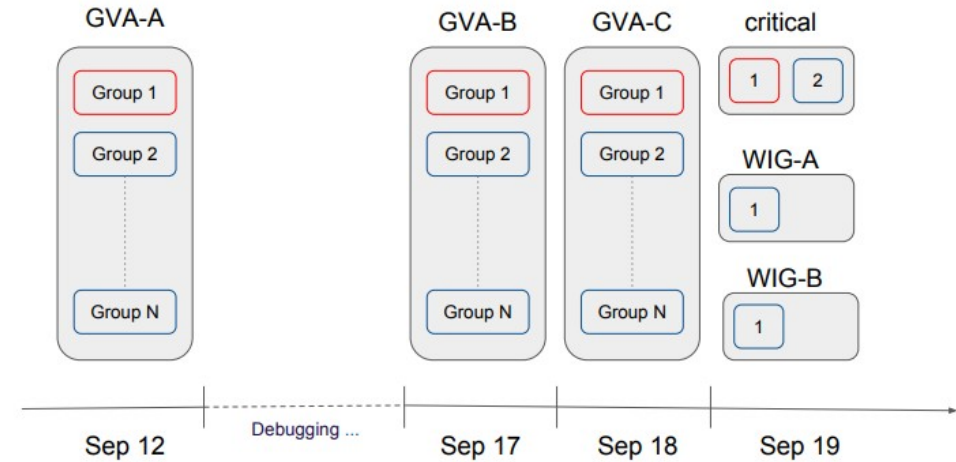 GVA-A
GVA-B
GVA-C
critical
Group 1
Group 1
Group 1
1
2
Group 2
Group 2
Group 2
WIG-A
1
WIG-B
Group N
Group N
Group N
1
Debugging ...
Sep 12
Sep 17
Sep 18
Sep 19